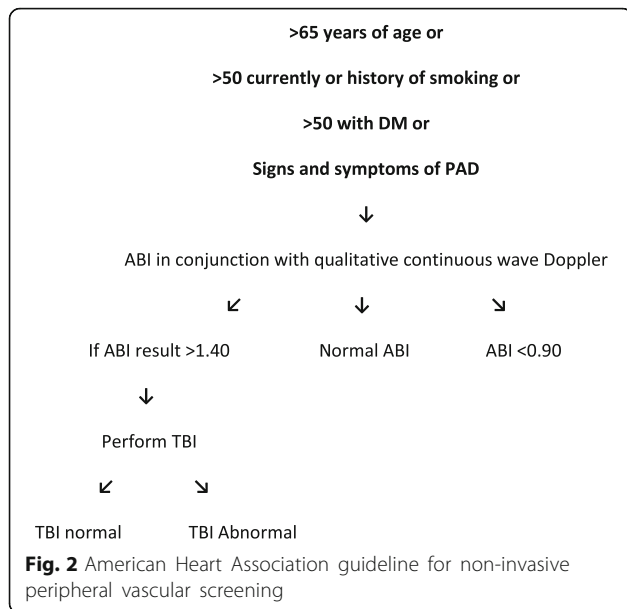 >65 years of age or
>50 currently or history of smoking or
>50 with DM or
Signs and symptoms of PAD
↓
ABI in conjunction with qualitative continuous wave Doppler
↙ ↓ ↘
If ABI result >1.40 Normal ABI ABI <0.90
↓
Perform TBI
↙ ↘
TBI normal TBI Abnormal
Fig. 2 American Heart Association guideline for non-invasive
peripheral vascular screening